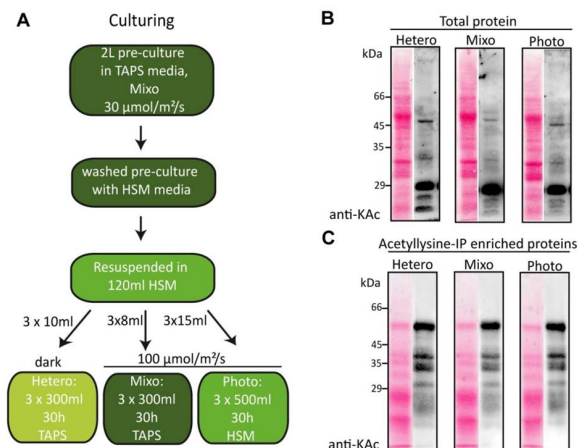 A
Culturing
2L pre-culture
in TAPS media,
Mixo
30 μmol/m²/s
washed pre-culture
with HSM media
Resuspended in
120ml HSM
3 x 10ml
3x8ml
3x15ml
dark
100 μmol/m²/s
Hetero:
3 x 300ml
30h
TAPS
Mixo:
3 x 300ml
30h
TAPS
Photo:
3 x 500ml
30h
HSM
B
Total protein
Hetero Mixo Photo
kDa
66
45
35
29
anti-KAc
C
Acetyllysine-IP enriched proteins
Hetero Mixo Photo
kDa
66
45
35
29
anti-KAc